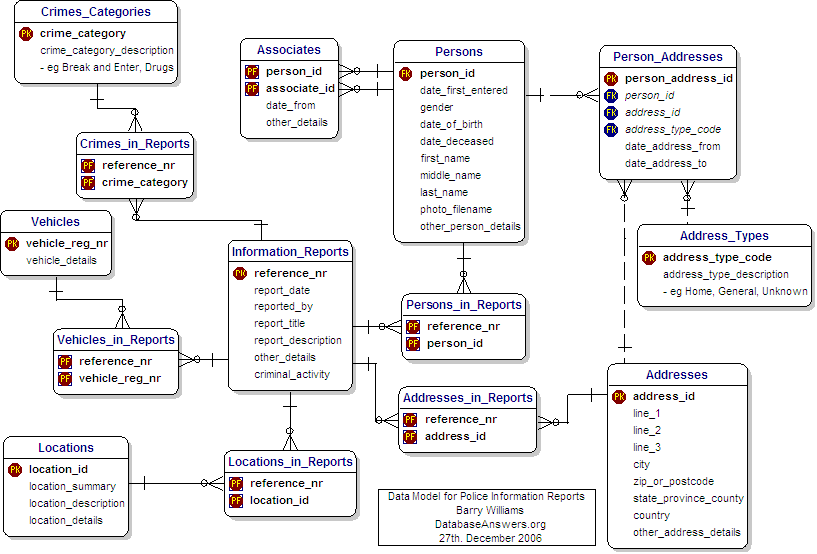 Crimes_Categories
PK crime_category
crime_category_description
- eg Break and Enter, Drugs
Associates
PF person_id
PF associate_id
date_from
other_details
Persons
FK person_id
date_first_entered
gender
date_of_birth
date_deceased
first_name
middle_name
last_name
photo_filename
other_person_details
Person_Addresses
PK person_address_id
FK person_id
FK address_id
FK address_type_code
date_address_from
date_address_to
Crimes_in_Reports
PF reference_nr
PF crime_category
Vehicles
PK vehicle_reg_nr
vehicle_details
Information_Reports
PK reference_nr
report_date
reported_by
report_title
report_description
other_details
criminal_activity
Address_Types
PK address_type_code
address_type_description
- eg Home, General, Unknown
Persons_in_Reports
PF reference_nr
PF person_id
Vehicles_in_Reports
PF reference_nr
PF vehicle_reg_nr
Addresses_in_Reports
PF reference_nr
PF address_id
Addresses
PK address_id
line_1
line_2
line_3
city
zip_or_postcode
state_province_county
country
other_address_details
Locations
PK location_id
location_summary
location_description
location_details
Locations_in_Reports
PF reference_nr
PF location_id
Data Model for Police Information Reports
Barry Williams
DatabaseAnswers.org
27th. December 2006